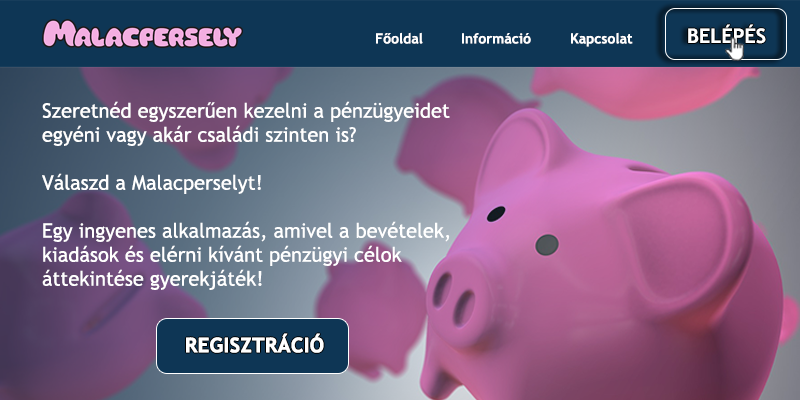 Malacpersely
Főoldal
Információ
Kapcsolat
BELÉPÉS
Szeretnéd egyszerűen kezelni a pénzügyeidet
egyéni vagy akár családi szinten is?
Válaszd a Malacperselyt!
Egy ingyenes alkalmazás, amivel a bevételek,
kiadások és elérni kívánt pénzügyi célok
áttekintése gyerekjáték!
REGISZTRÁCIÓ